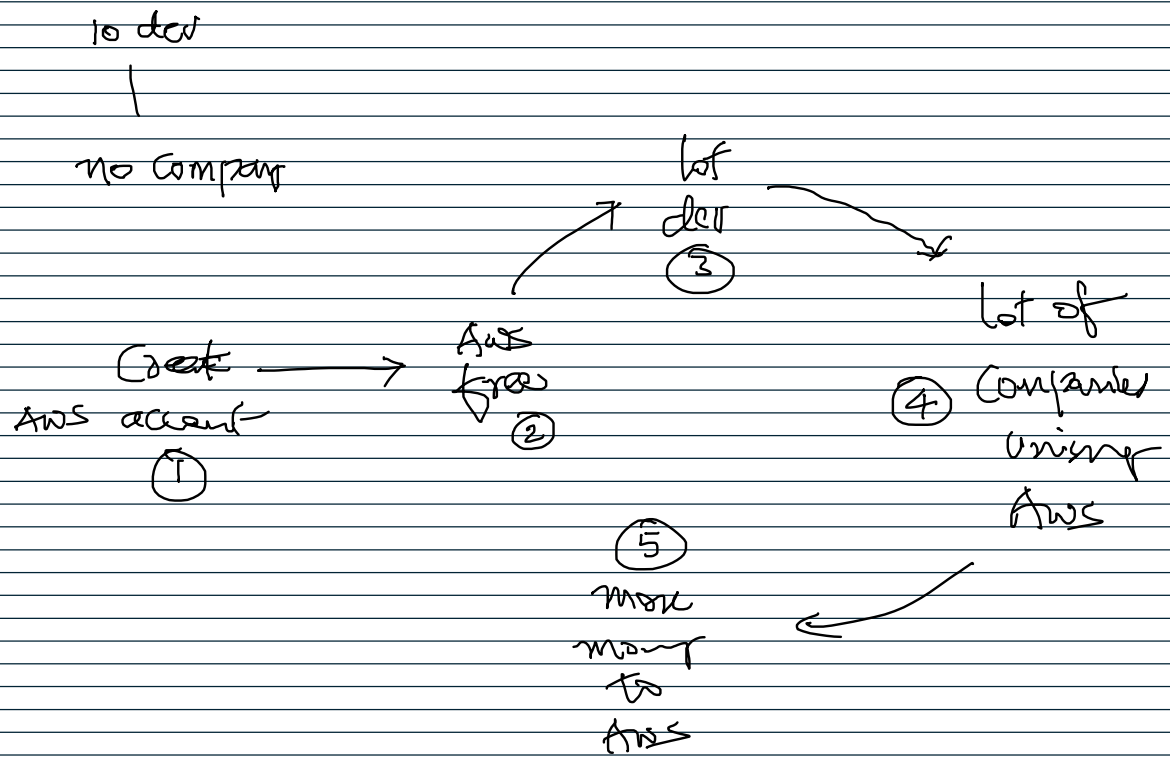 10 dev
no company
Create
AWS account
1
AWS
free
2
lot
dev
3
Lot of
Companies
using
AWS
4
5
more
money
to
AWS